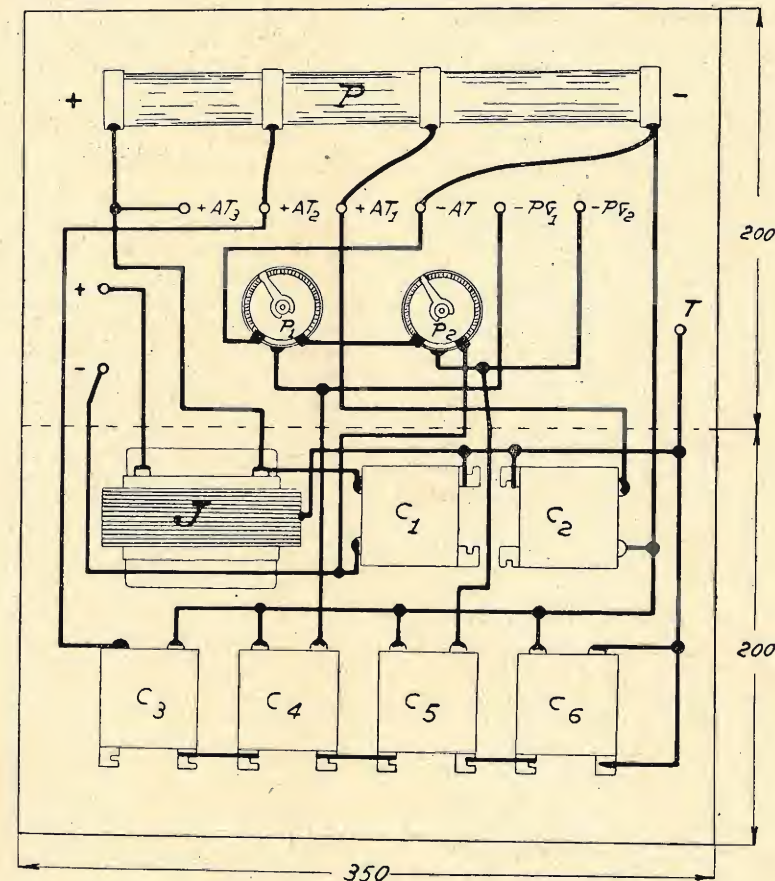 + P -
+AT3 +AT2 +AT1 -AT -PG1 -PG2
200
+
P1 P2
T
-
J C1 C2
200
C3 C4 C5 C6
350